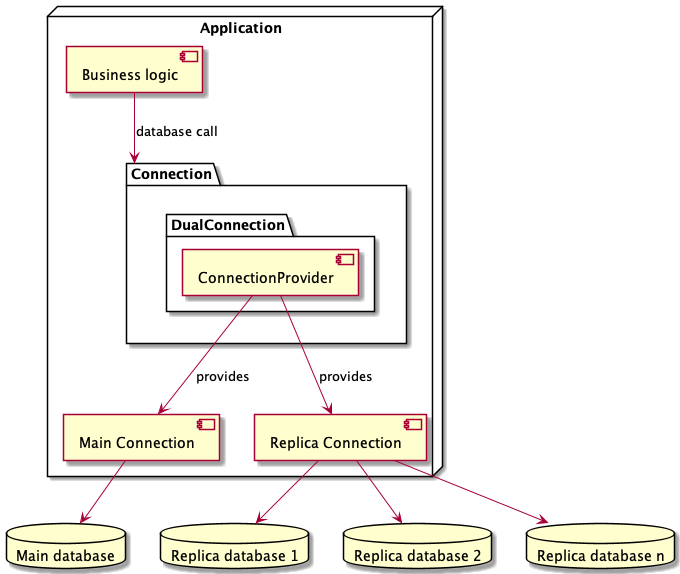 Application
Business logic
database call
Connection
DualConnection
ConnectionProvider
provides
provides
Main Connection
Replica Connection
Main database
Replica database 1
Replica database 2
Replica database n